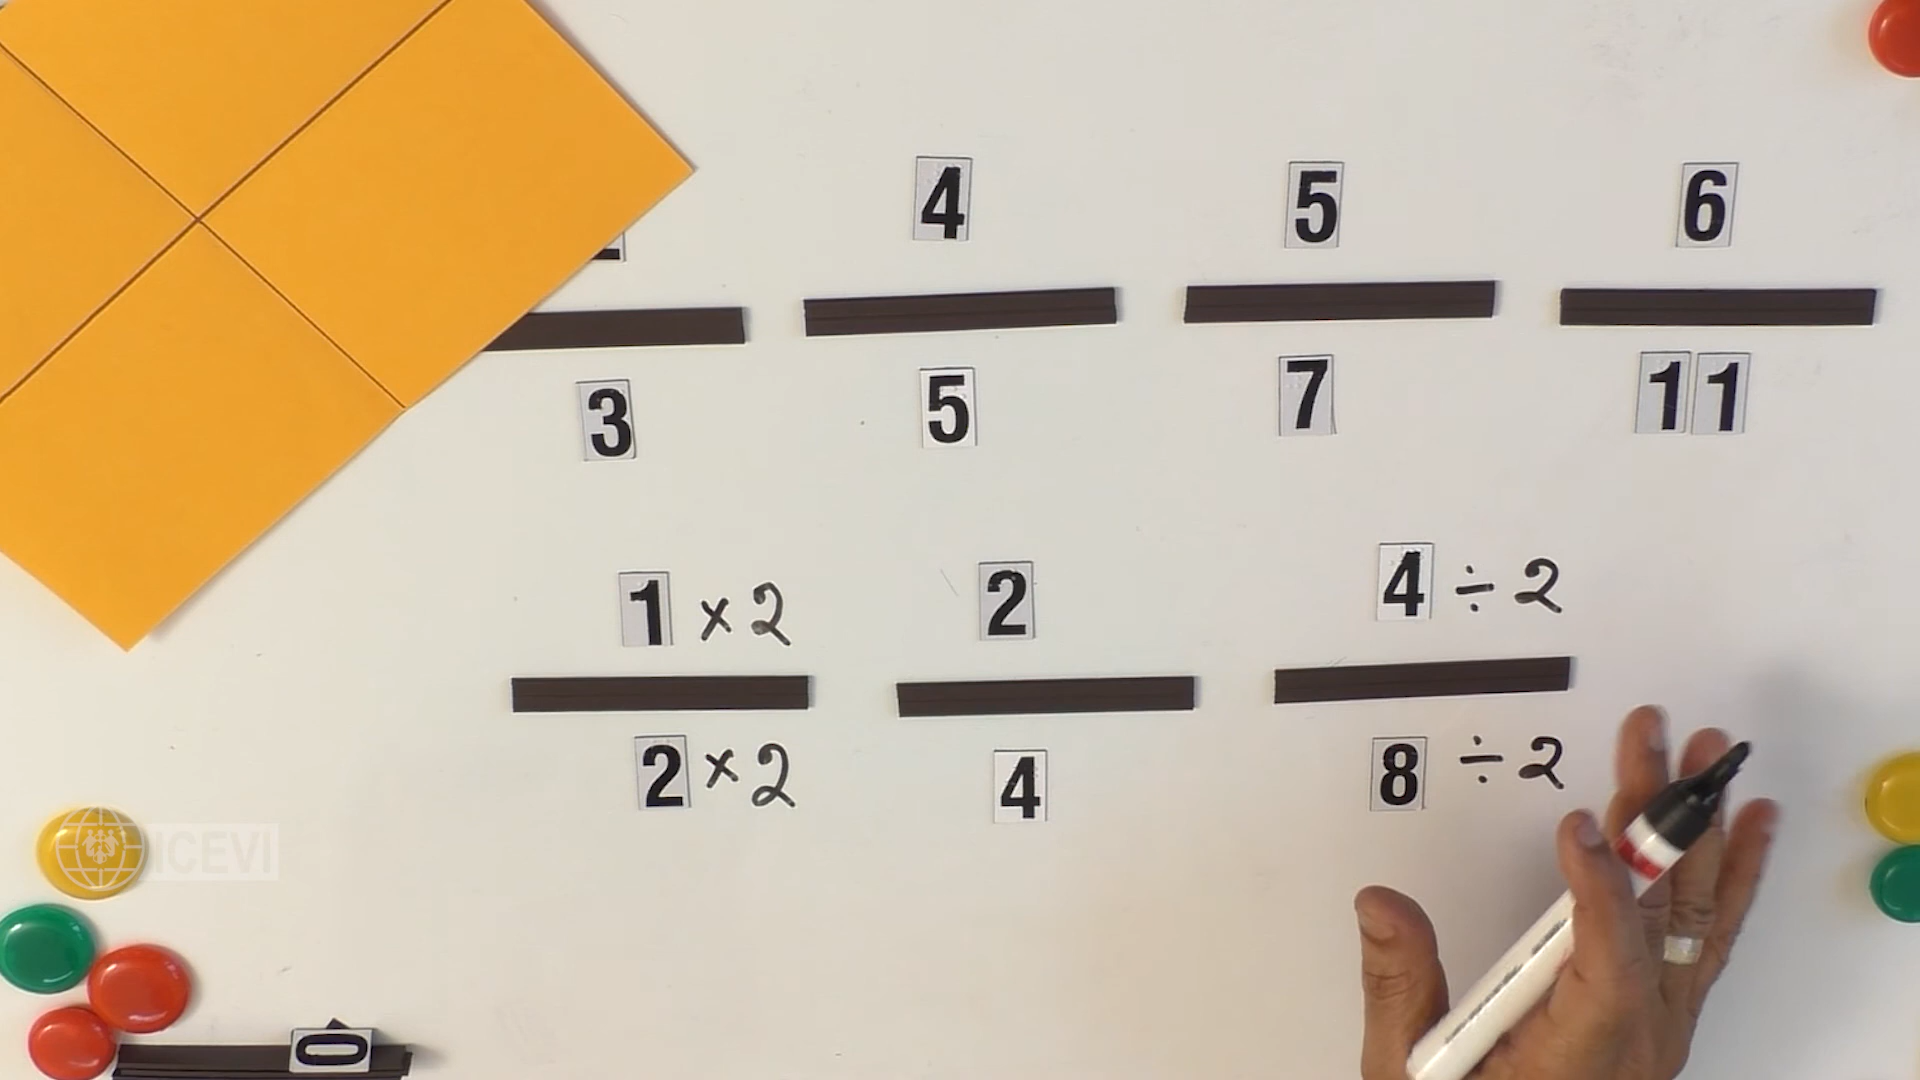 4 5 6
3 5 7 11
1 × 2 2 4 ÷ 2
2 × 2 4 8 ÷ 2
ICEVI
0